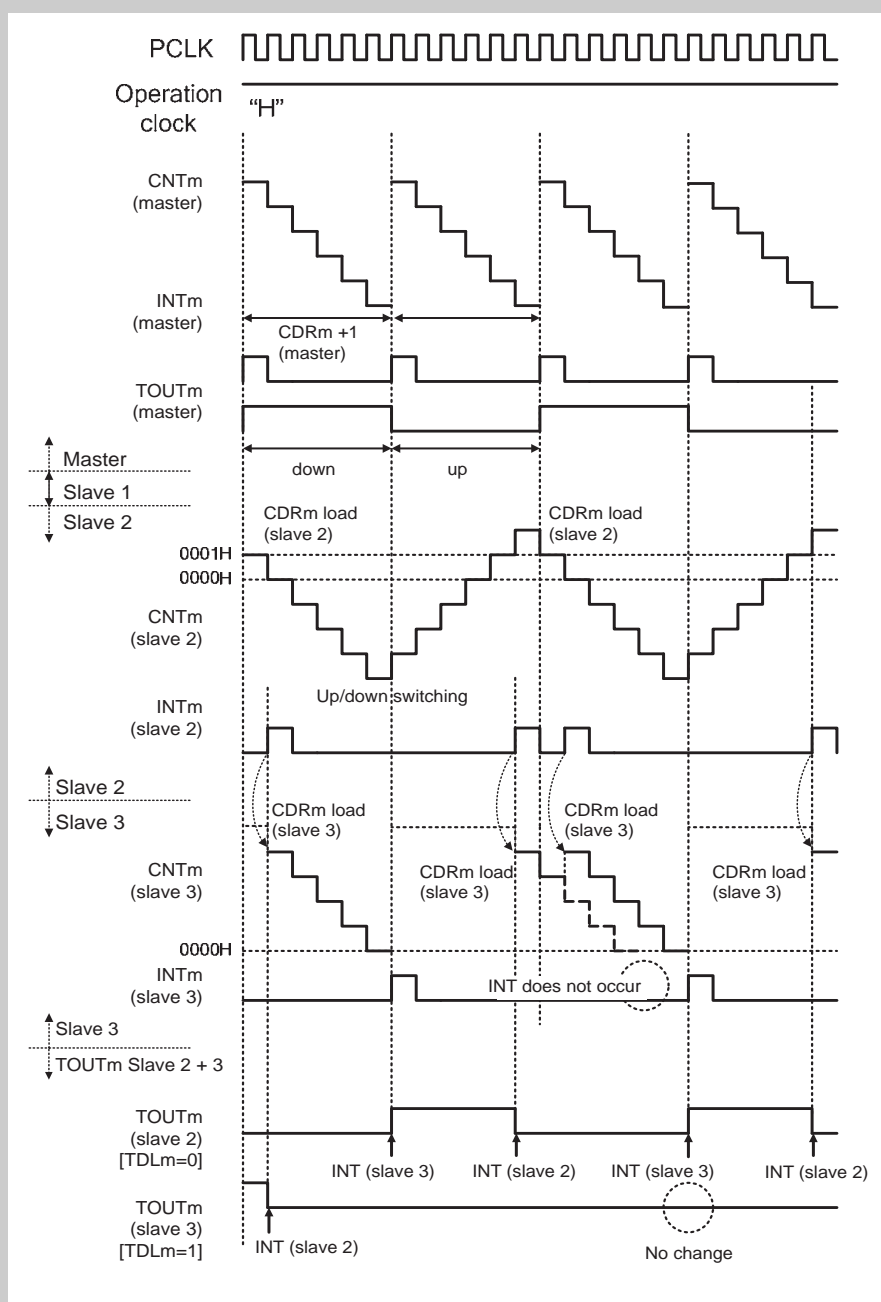 PCLK
Operation
clock
“H”
CNTm
(master)
INTm
(master)
CDRm +1
(master)
TOUTm
(master)
Master
down
up
Slave 1
Slave 2
CDRm load
(slave 2)
CDRm load
(slave 2)
0001H
0000H
CNTm
(slave 2)
Up/down switching
INTm
(slave 2)
Slave 2
Slave 3
CDRm load
(slave 3)
CDRm load
(slave 3)
CNTm
(slave 3)
CDRm load
(slave 3)
CDRm load
(slave 3)
0000H
INTm
(slave 3)
INT does not occur
Slave 3
TOUTm Slave 2 + 3
TOUTm
(slave 2)
[TDLm=0]
INT (slave 3)
INT (slave 2)
INT (slave 3)
INT (slave 2)
TOUTm
(slave 3)
[TDLm=1]
INT (slave 2)
No change